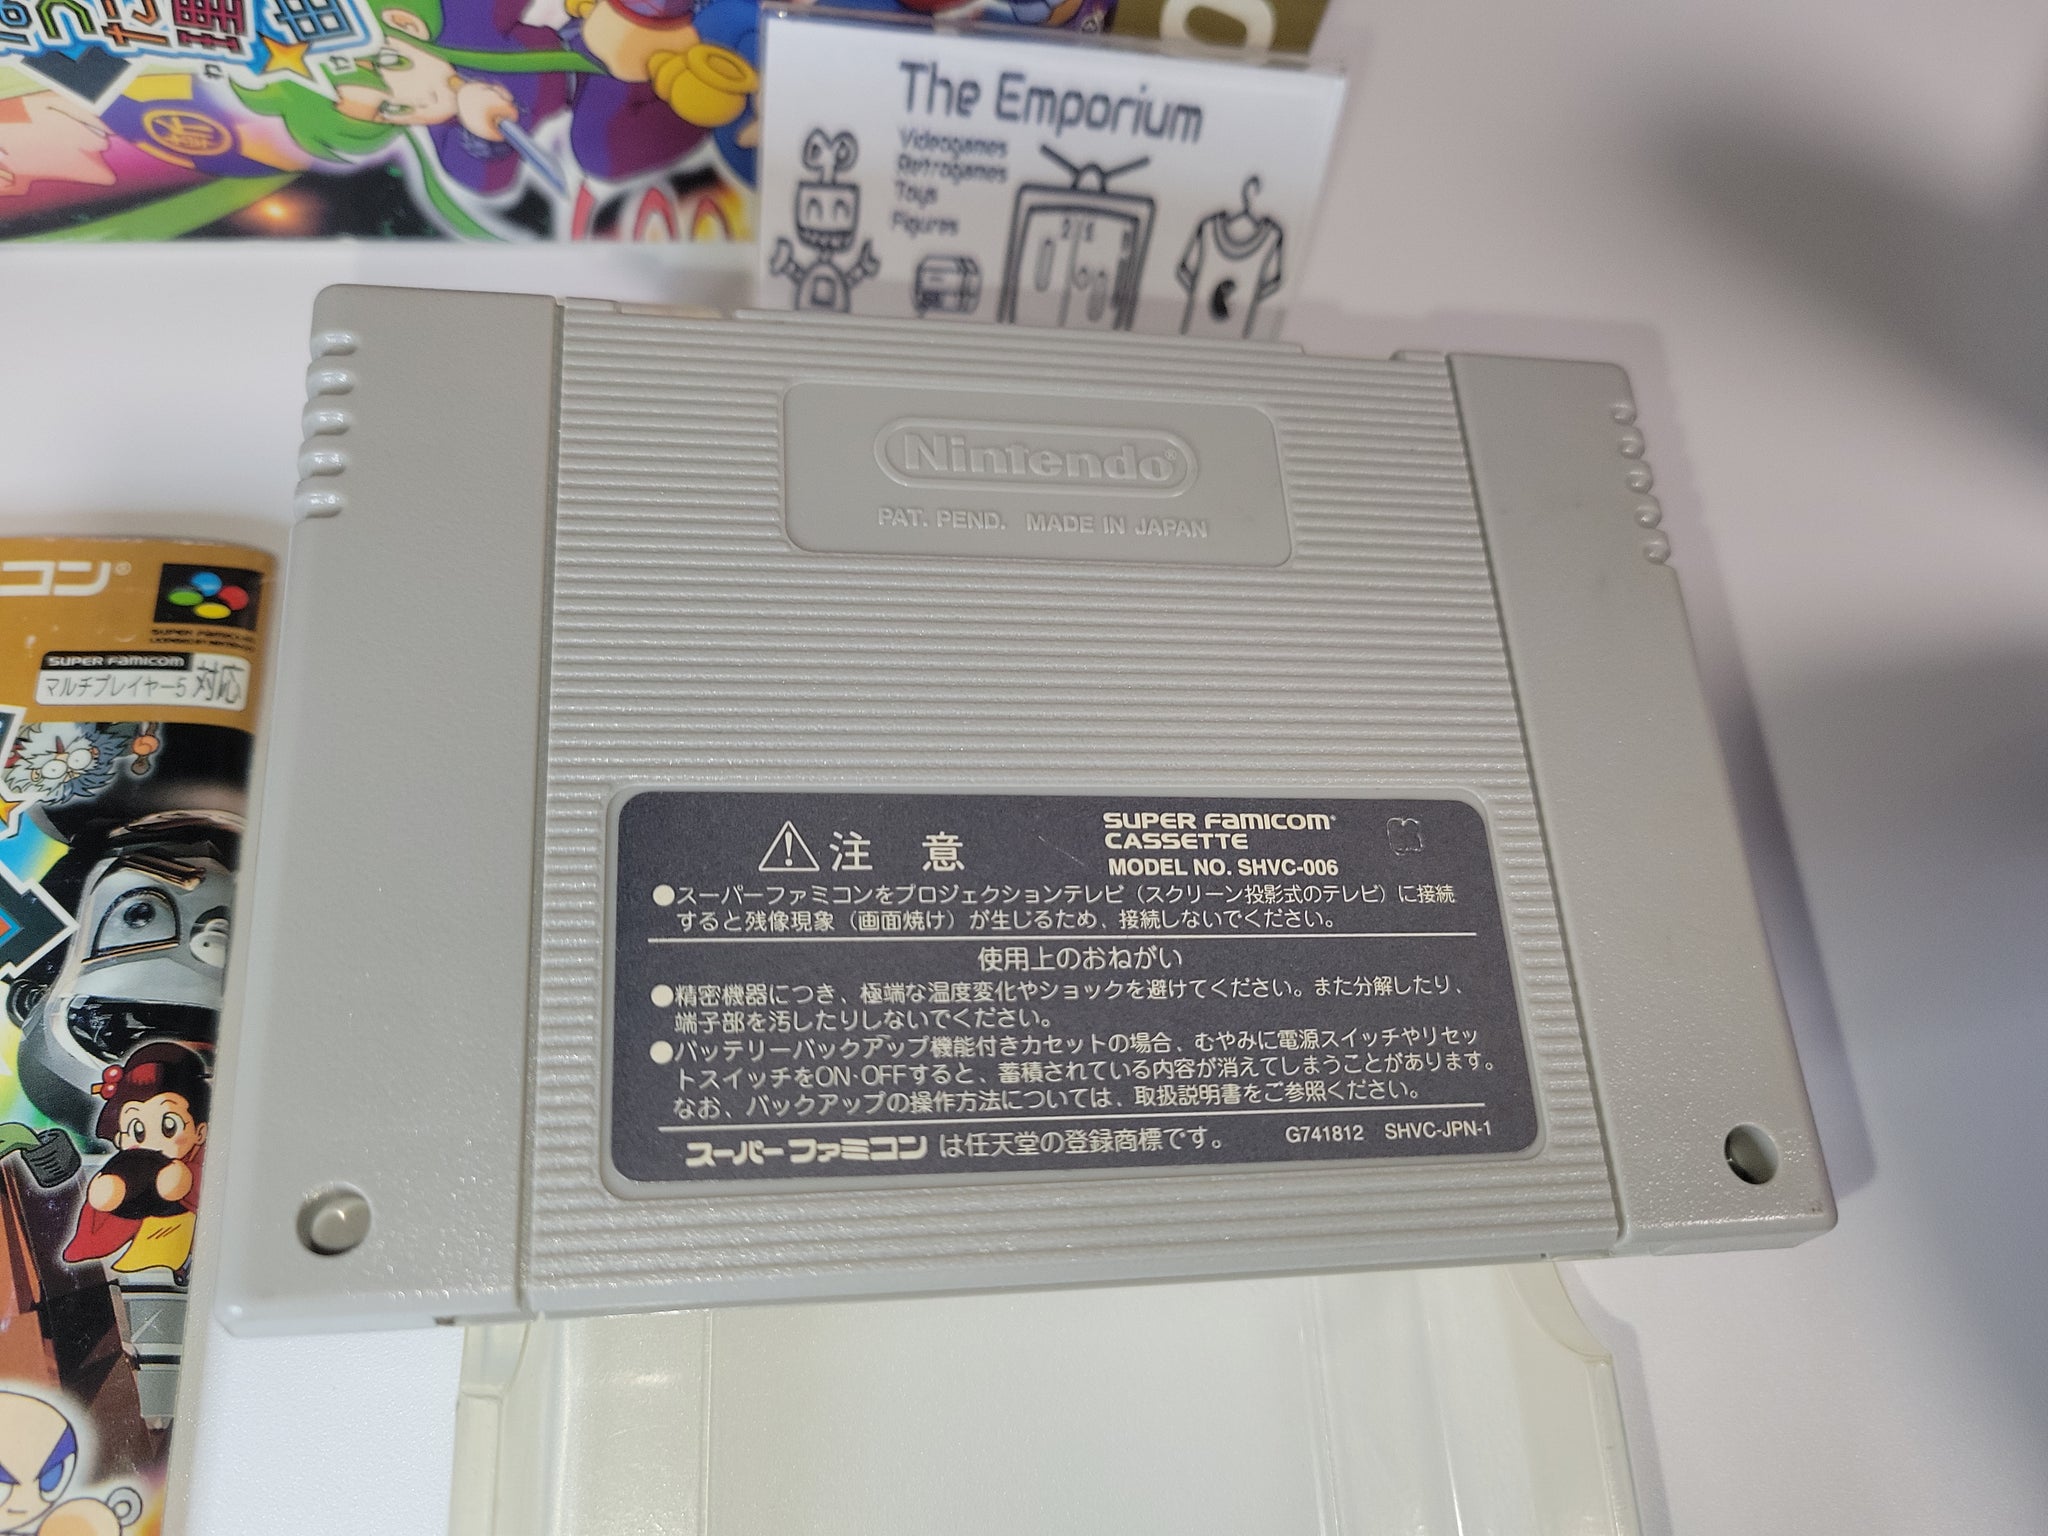 The Emporium
Videogames
Retrogames
Toys
Figures
Nintendo®
PAT. PEND. MADE IN JAPAN
コン®
SUPER FAMICOM
マルチプレイヤー5 対応
⚠注 意
SUPER FAMICOM®
CASSETTE
MODEL NO. SHVC-006
●スーパーファミコンをプロジェクションテレビ（スクリーン投影式のテレビ）に接続
すると残像現象（画面焼け）が生じるため、接続しないでください。
使用上のおねがい
●精密機器につき、極端な温度変化やショックを避けてください。また分解したり、
端子部を汚したりしないでください。
●バッテリーバックアップ機能付きカセットの場合、むやみに電源スイッチやリセッ
トスイッチをON・OFFすると、蓄積されている内容が消えてしまうことがあります。
なお、バックアップの操作方法については、取扱説明書をご参照ください。
スーパーファミコン は任天堂の登録商標です。
G741812 SHVC-JPN-1